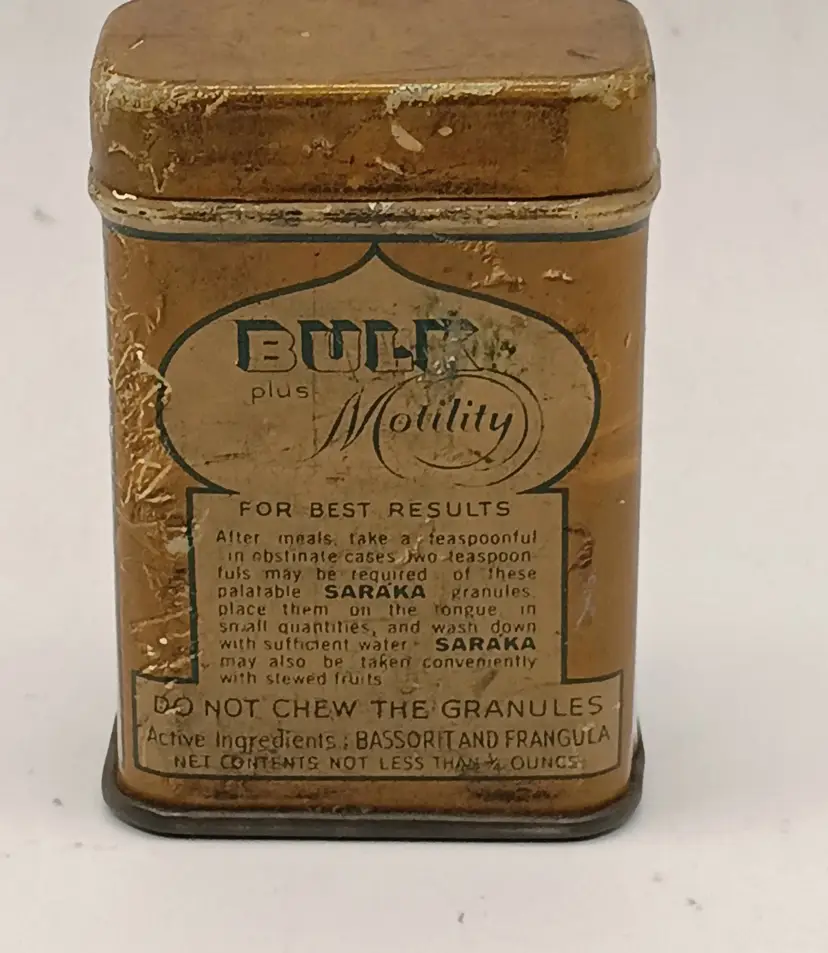 BULK
plus
Motility
FOR BEST RESULTS
After meals, take a teaspoonful
in obstinate cases two teaspoon-
fuls may be required of these
palatable SARAKA granules.
place them on the tongue in
small quantities, and wash down
with sufficient water. SARAKA
may also be taken conveniently
with stewed fruits
DO NOT CHEW THE GRANULES
Active Ingredients: BASSORIT AND FRANGULA
NET CONTENTS NOT LESS THAN ¾ OUNCE